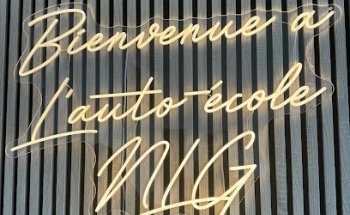 Bienvenue à
L'auto-école
NLG